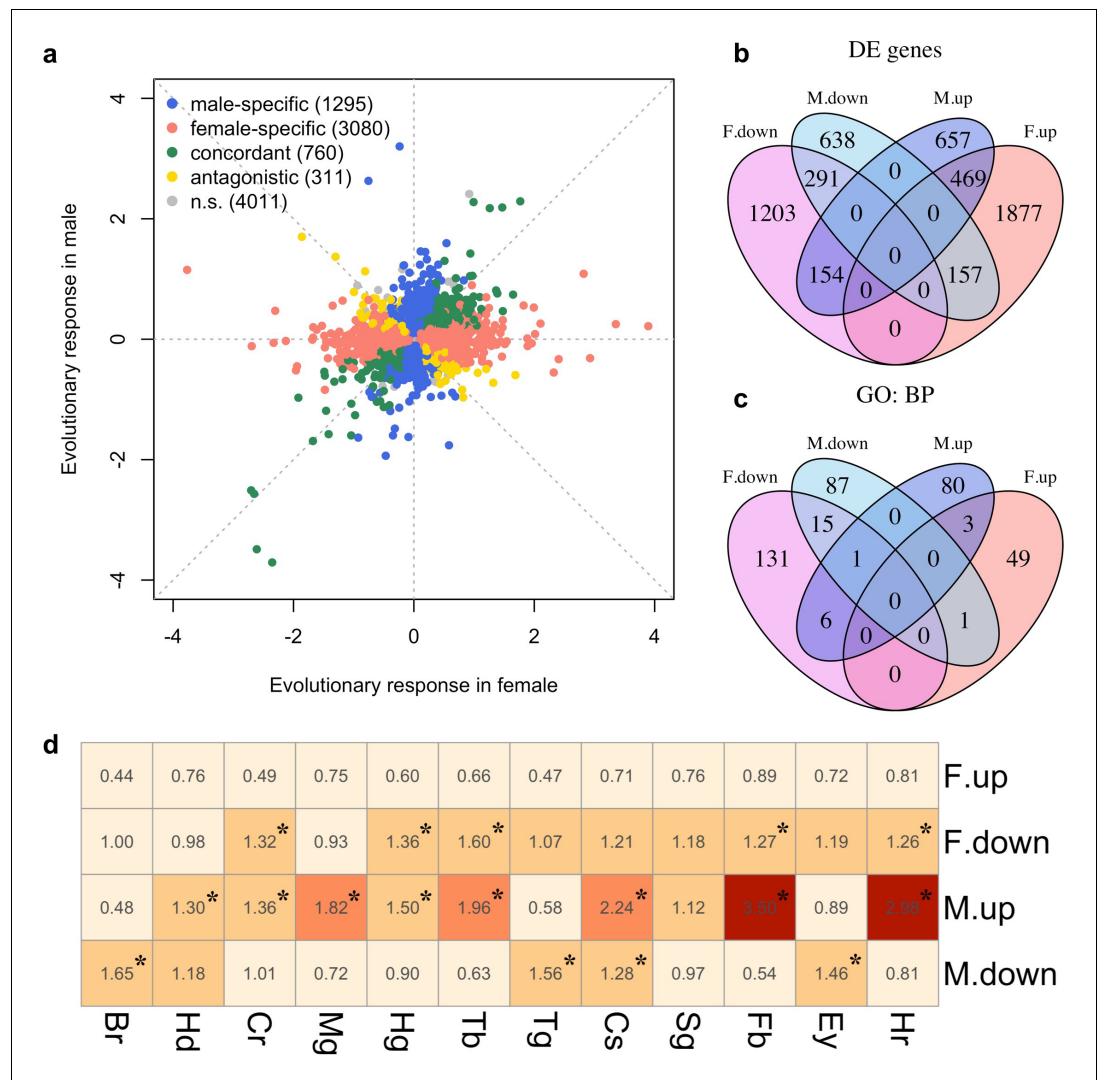 a
4
2
0
-2
-4
Evolutionary response in male
male-specific (1295)
female-specific (3080)
concordant (760)
antagonistic (311)
n.s. (4011)
-4 -2 0 2 4
Evolutionary response in female
b
DE genes
M.down M.up
F.down F.up
638 657
0
291 469
1203 0 0 1877
0
154 157
0 0
0
c
GO: BP
M.down M.up
F.down F.up
87 80
0
15 3
131 1 0 49
0
6 1
0 0
0
d
0.44 0.76 0.49 0.75 0.60 0.66 0.47 0.71 0.76 0.89 0.72 0.81 F.up
1.00 0.98 1.32* 0.93 1.36* 1.60* 1.07 1.21 1.18 1.27* 1.19 1.26* F.down
0.48 1.30* 1.36* 1.82* 1.50* 1.96* 0.58 2.24* 1.12 3.50* 0.89 2.98* M.up
1.65* 1.18 1.01 0.72 0.90 0.63 1.56* 1.28* 0.97 0.54 1.46* 0.81 M.down
Br Hd Cr Mg Hg Tb Tg Cs Sg Fb Ey Hr